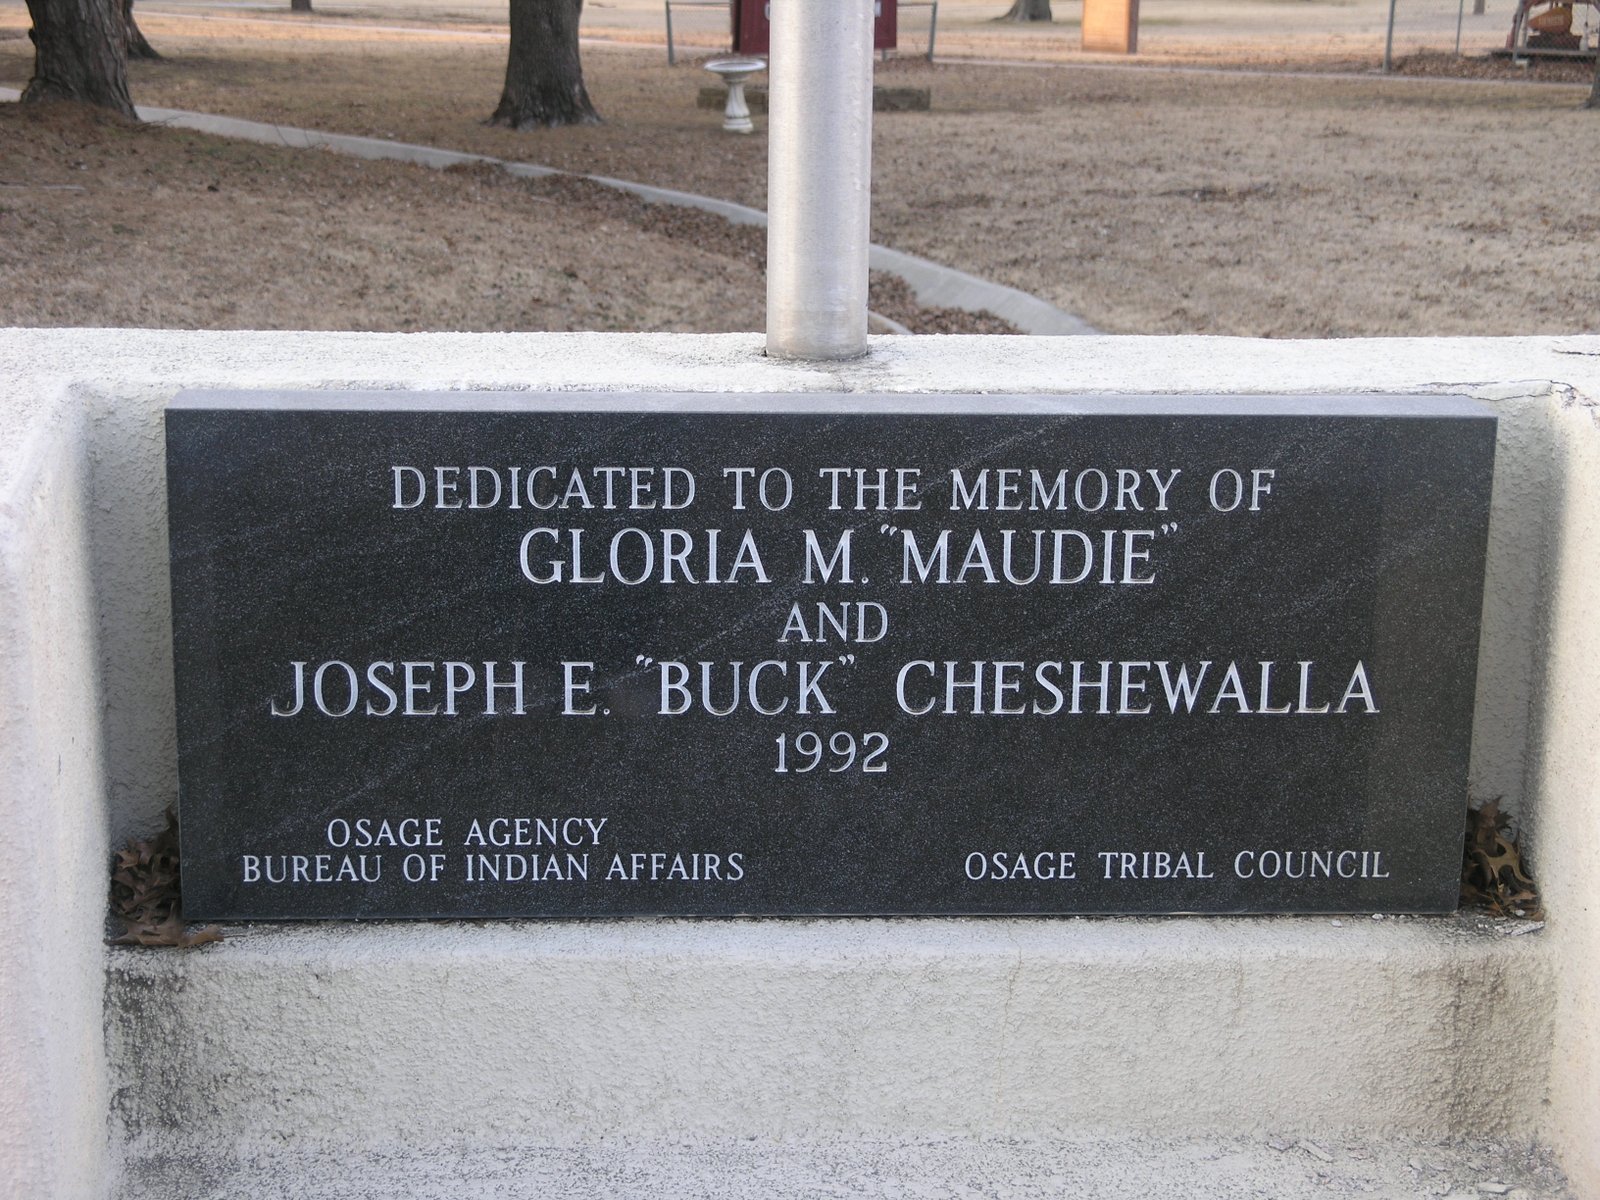 DEDICATED TO THE MEMORY OF
GLORIA M. "MAUDIE"
AND
JOSEPH E. "BUCK" CHESHEWALLA
1992
OSAGE AGENCY
BUREAU OF INDIAN AFFAIRS
OSAGE TRIBAL COUNCIL